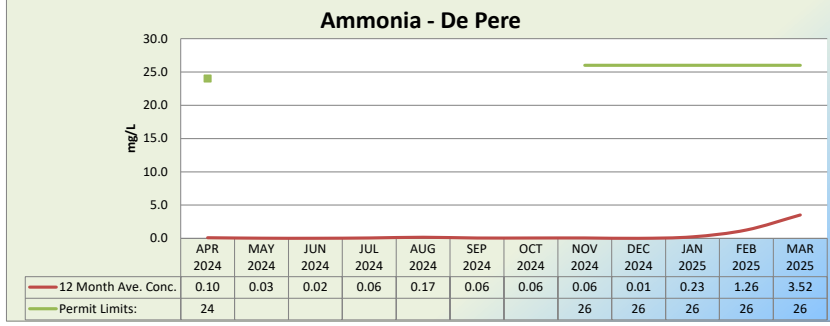 Ammonia - De Pere
30.0
25.0
20.0
15.0
10.0
5.0
0.0
mg/L
APR 2024 MAY 2024 JUN 2024 JUL 2024 AUG 2024 SEP 2024 OCT 2024 NOV 2024 DEC 2024 JAN 2025 FEB 2025 MAR 2025
12 Month Ave. Conc. 0.10 0.03 0.02 0.06 0.17 0.06 0.06 0.06 0.01 0.23 1.26 3.52
Permit Limits: 24 26 26 26 26 26